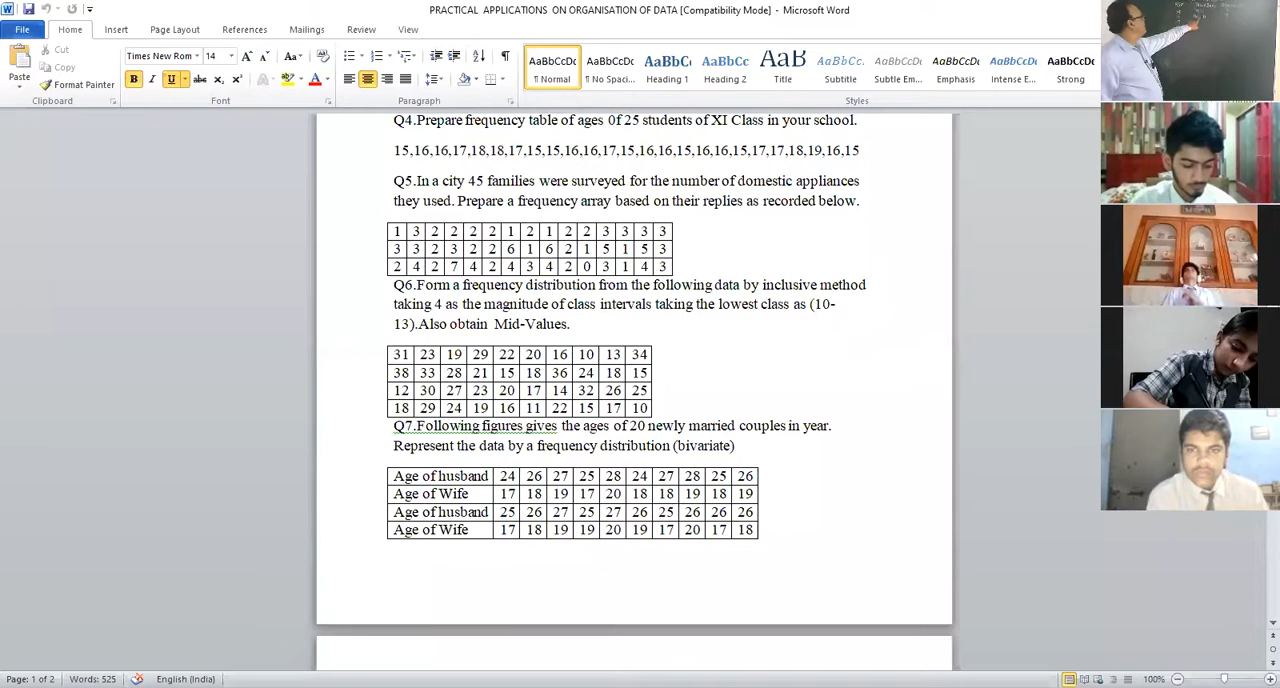 PRACTICAL APPLICATIONS ON ORGANISATION OF DATA [Compatibility Mode] - Microsoft Word
File Home Insert Page Layout References Mailings Review View
Paste
Cut
Copy
Format Painter
Clipboard
Times New Rom 14
Font
Paragraph
AaBbCcDc AaBbCcDc AaBbC AaBbCc AaB AaBbCc. AaBbCcDc AaBbCcDc AaBbCcDc AaBbCcDc
¶ Normal ¶ No Spaci... Heading 1 Heading 2 Title Subtitle Subtle Em... Emphasis Intense E... Strong
Styles
Q4.Prepare frequency table of ages 0f 25 students of XI Class in your school.
15,16,16,17,18,18,17,15,15,16,16,17,15,16,16,15,16,16,15,17,17,18,19,16,15
Q5.In a city 45 families were surveyed for the number of domestic appliances
they used. Prepare a frequency array based on their replies as recorded below.
1 3 2 2 2 2 1 2 1 2 2 3 3 3 3
3 3 2 3 2 2 6 1 6 2 1 5 1 5 3
2 4 2 7 4 2 4 3 4 2 0 3 1 4 3
Q6.Form a frequency distribution from the following data by inclusive method
taking 4 as the magnitude of class intervals taking the lowest class as (10-
13).Also obtain Mid-Values.
31 23 19 29 22 20 16 10 13 34
38 33 28 21 15 18 36 24 18 15
12 30 27 23 20 17 14 32 26 25
18 29 24 19 16 11 22 15 17 10
Q7.Following figures gives the ages of 20 newly married couples in year.
Represent the data by a frequency distribution (bivariate)
Age of husband 24 26 27 25 28 24 27 28 25 26
Age of Wife 17 18 19 17 20 18 18 19 18 19
Age of husband 25 26 27 25 27 26 25 26 26 26
Age of Wife 17 18 19 19 20 19 17 20 17 18
Page: 1 of 2 Words: 525 English (India) 100%